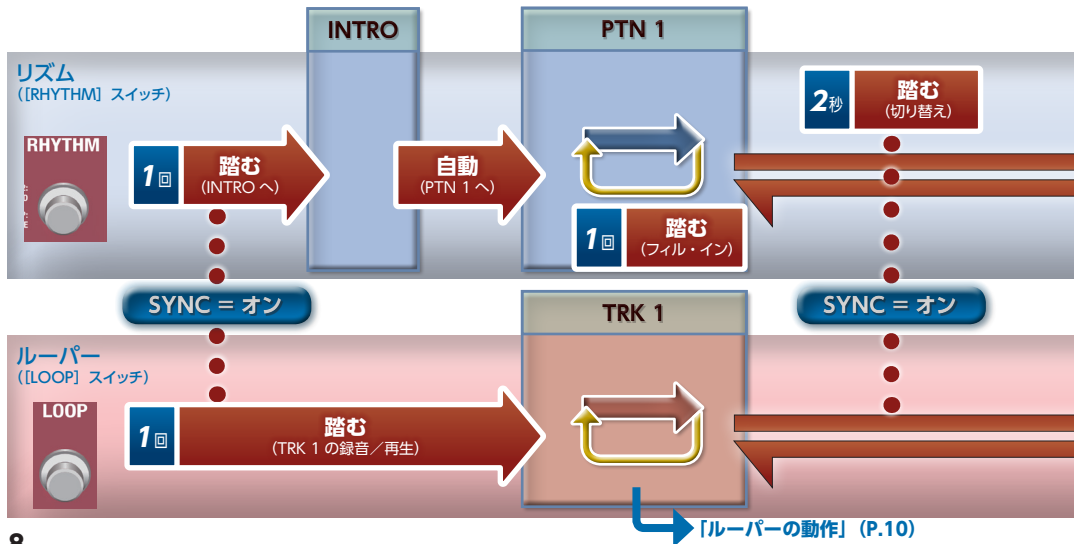 INTRO
PTN 1
リズム
([RHYTHM] スイッチ)
RHYTHM
1回
踏む
(INTRO へ)
自動
(PTN 1 へ)
2秒
踏む
(切り替え)
1回
踏む
(フィル・イン)
SYNC = オン
SYNC = オン
TRK 1
ルーパー
([LOOP] スイッチ)
LOOP
1回
踏む
(TRK 1 の録音/再生)
「ルーパーの動作」(P.10)
8